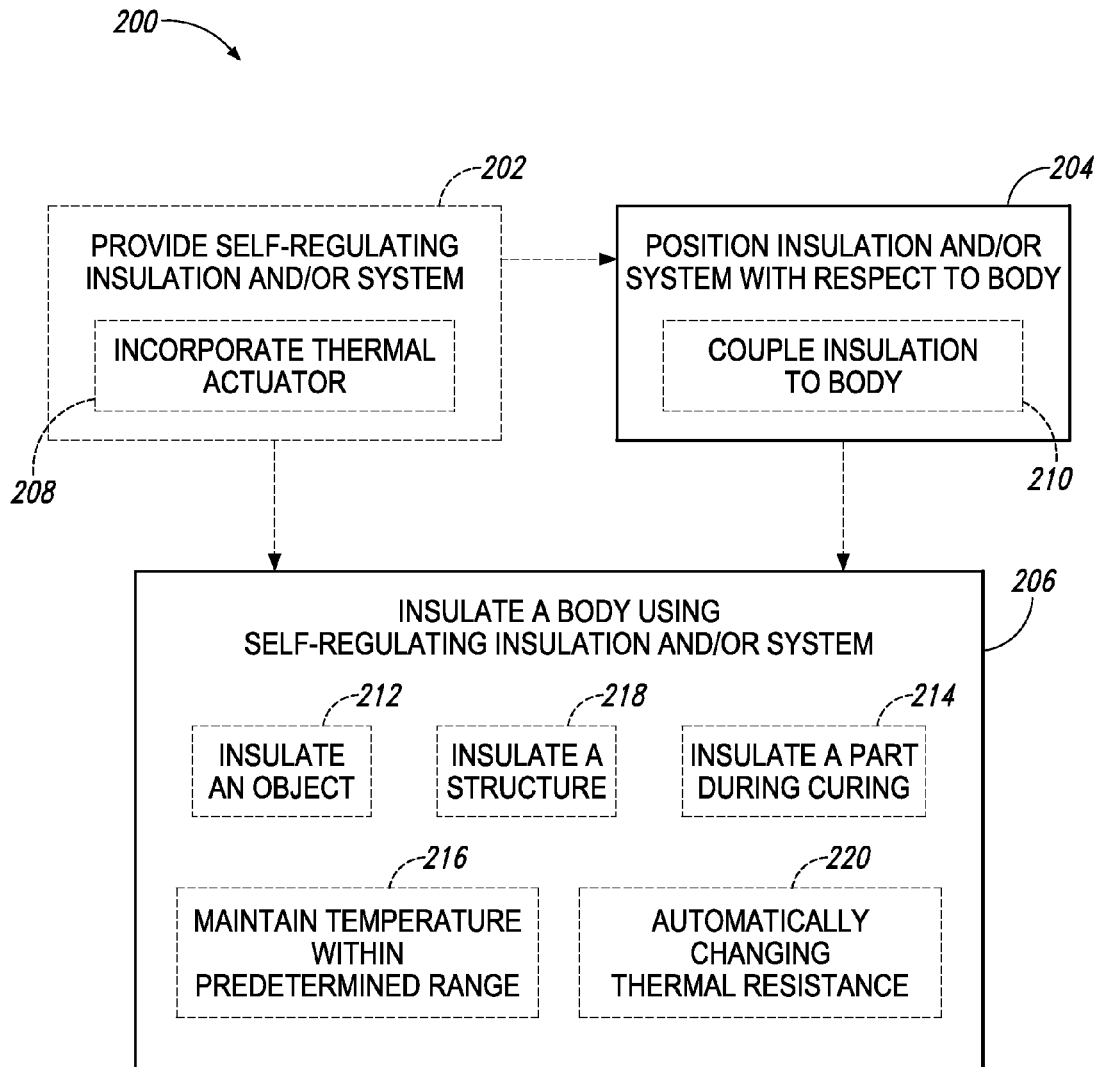 200
202
204
PROVIDE SELF-REGULATING
INSULATION AND/OR SYSTEM
POSITION INSULATION AND/OR
SYSTEM WITH RESPECT TO BODY
INCORPORATE THERMAL
ACTUATOR
COUPLE INSULATION
TO BODY
208
210
206
INSULATE A BODY USING
SELF-REGULATING INSULATION AND/OR SYSTEM
212
218
214
INSULATE
AN OBJECT
INSULATE A
STRUCTURE
INSULATE A PART
DURING CURING
216
220
MAINTAIN TEMPERATURE
WITHIN
PREDETERMINED RANGE
AUTOMATICALLY
CHANGING
THERMAL RESISTANCE